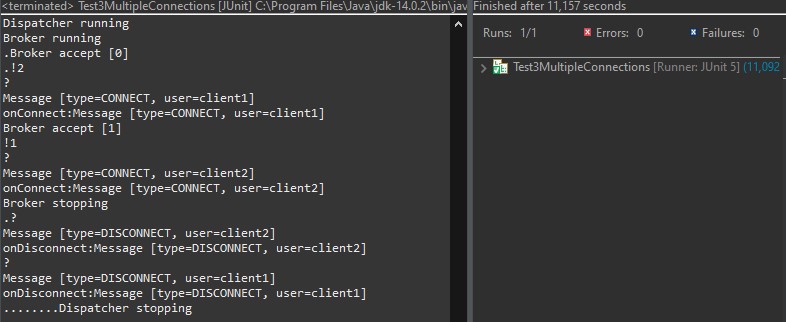 <terminated> Test3MultipleConnections [JUnit] C:\Program Files\Java\jdk-14.0.2\bin\jav
Dispatcher running
Broker running
.Broker accept [0]
.!2
?
Message [type=CONNECT, user=client1]
onConnect:Message [type=CONNECT, user=client1]
Broker accept [1]
!1
?
Message [type=CONNECT, user=client2]
onConnect:Message [type=CONNECT, user=client2]
Broker stopping
.?
Message [type=DISCONNECT, user=client2]
onDisconnect:Message [type=DISCONNECT, user=client2]
?
Message [type=DISCONNECT, user=client1]
onDisconnect:Message [type=DISCONNECT, user=client1]
........Dispatcher stopping
Finished after 11,157 seconds
Runs: 1/1 Errors: 0 Failures: 0
Test3MultipleConnections [Runner: JUnit 5] (11,092